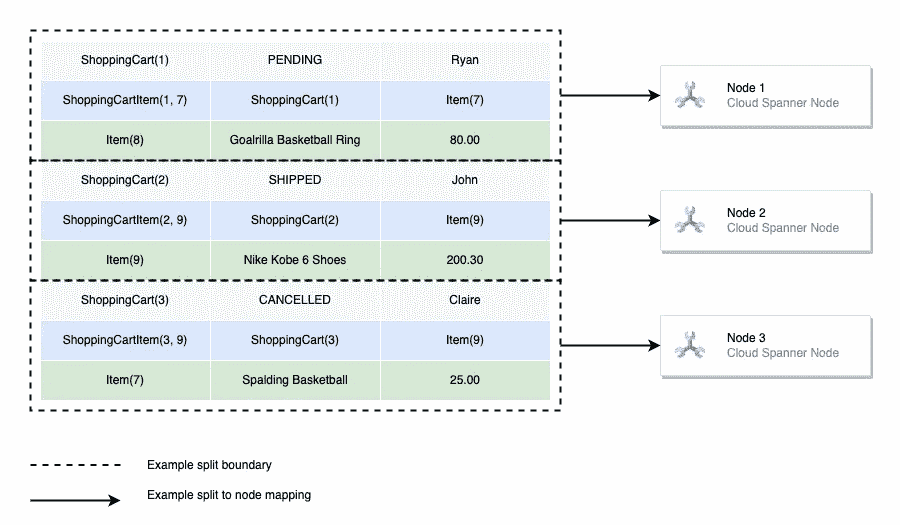 ShoppingCart(1) PENDING Ryan
ShoppingCartItem(1, 7) ShoppingCart(1) Item(7)
Item(8) Goalrilla Basketball Ring 80.00
Node 1
Cloud Spanner Node
ShoppingCart(2) SHIPPED John
ShoppingCartItem(2, 9) ShoppingCart(2) Item(9)
Item(9) Nike Kobe 6 Shoes 200.30
Node 2
Cloud Spanner Node
ShoppingCart(3) CANCELLED Claire
ShoppingCartItem(3, 9) ShoppingCart(3) Item(9)
Item(7) Spalding Basketball 25.00
Node 3
Cloud Spanner Node
Example split boundary
Example split to node mapping